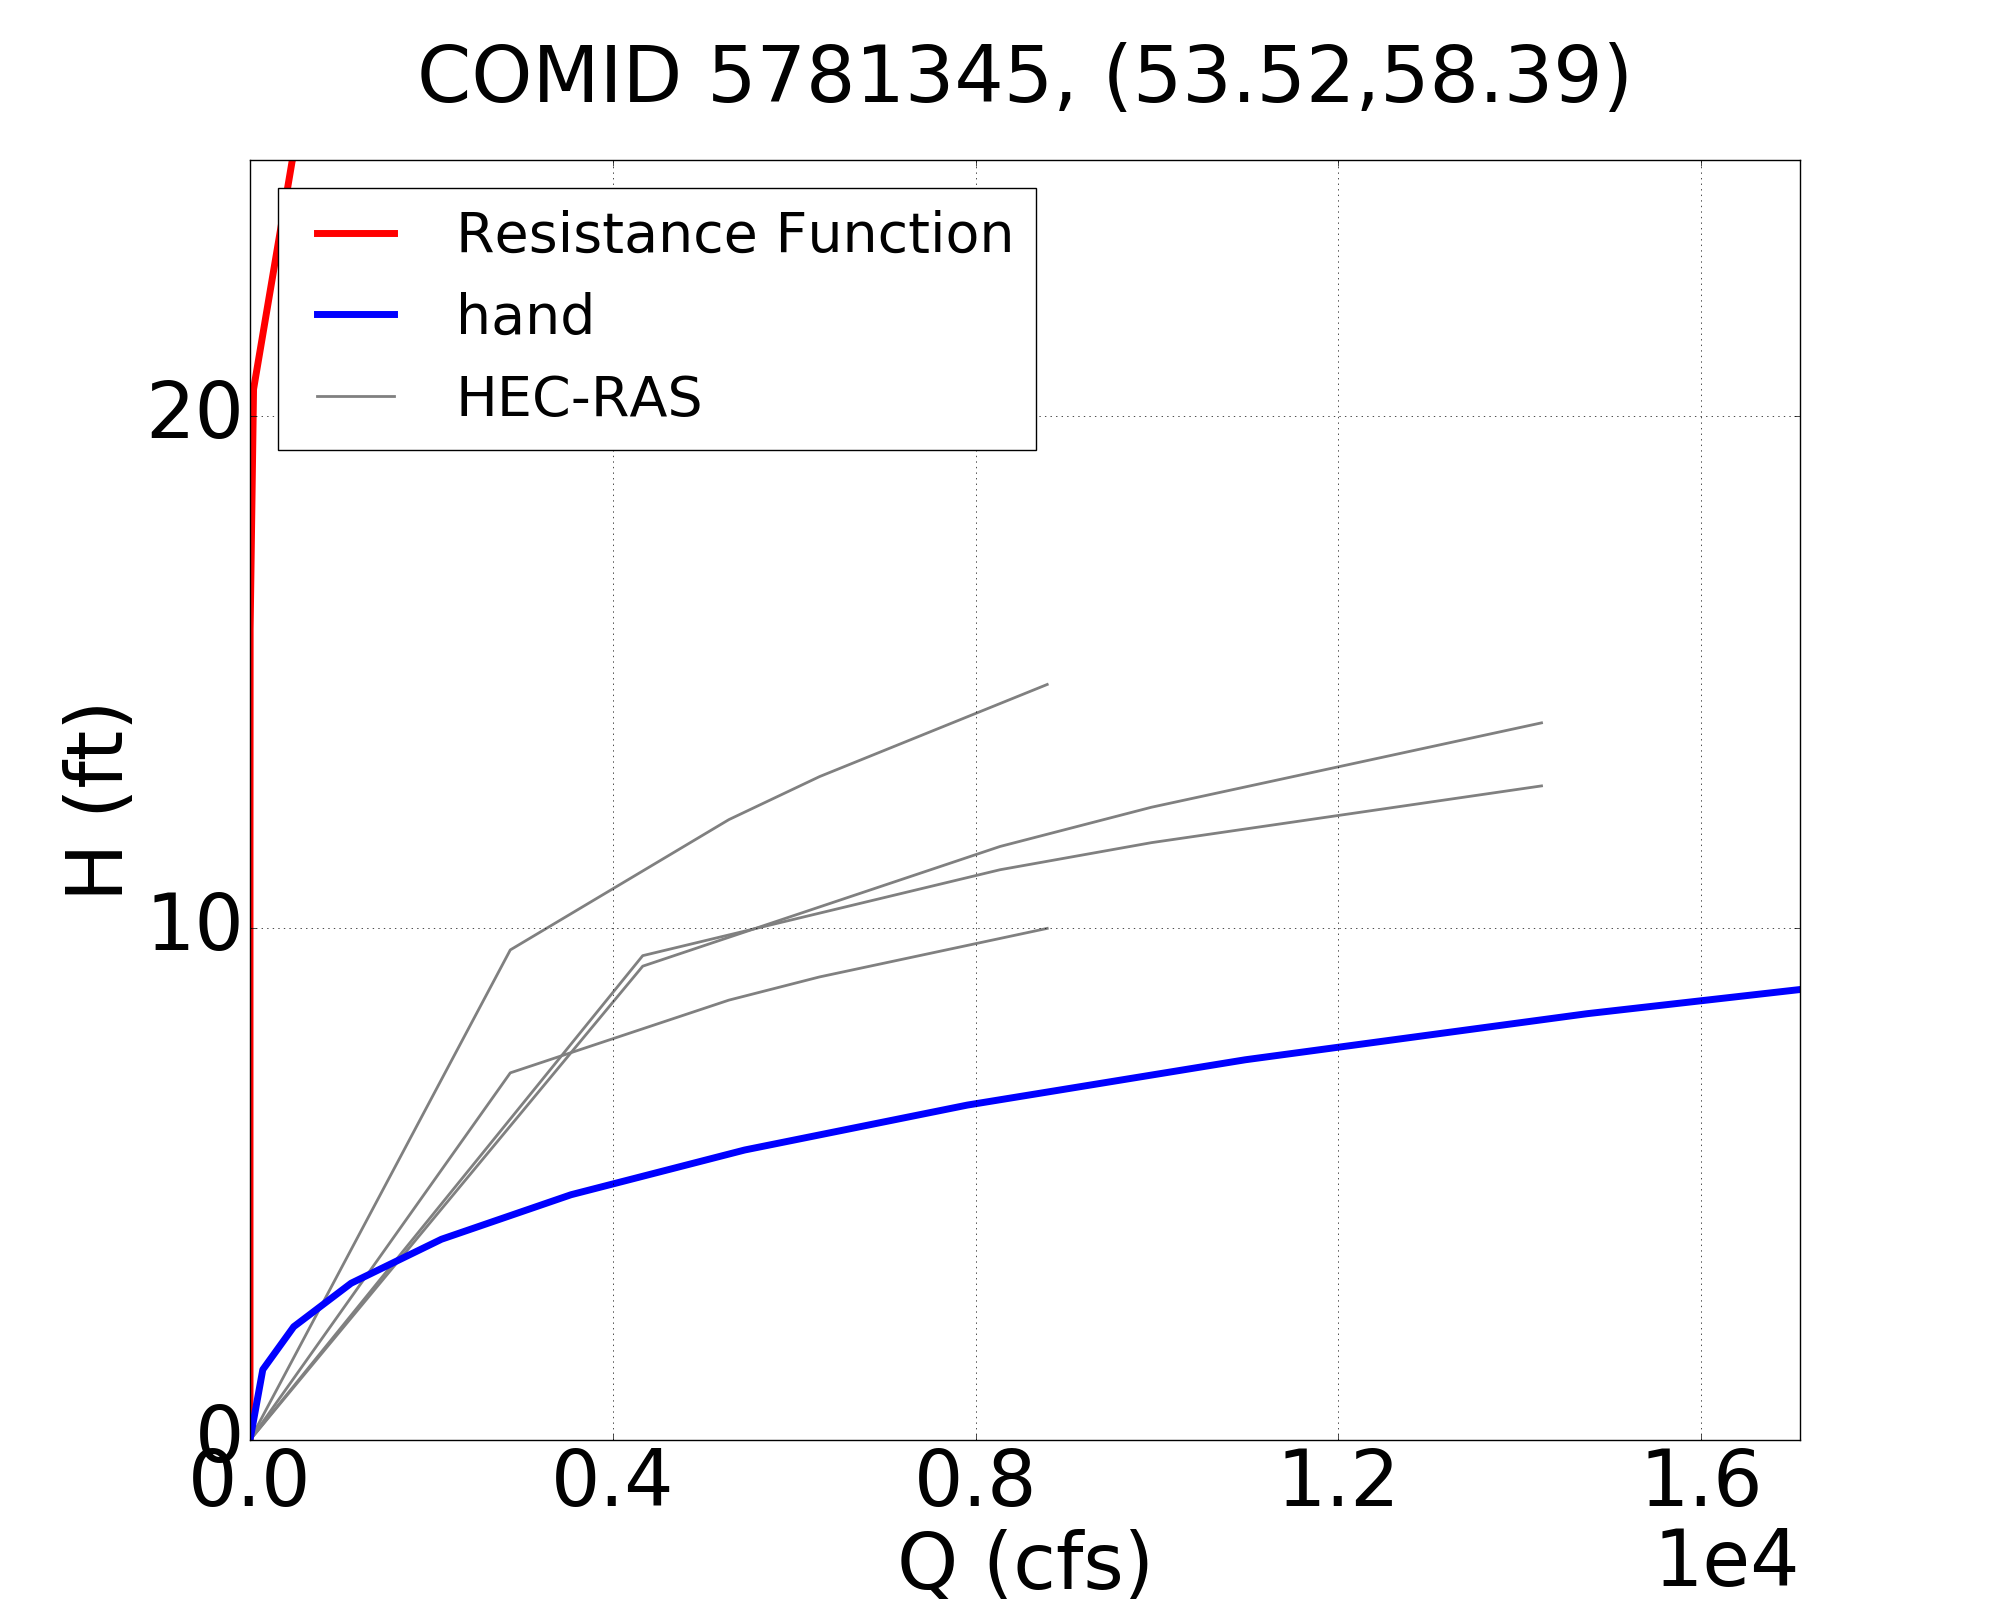 COMID 5781345, (53.52,58.39)
Resistance Function
hand
HEC-RAS
20
10
0
H (ft)
0.0 0.4 0.8 1.2 1.6
1e4
Q (cfs)